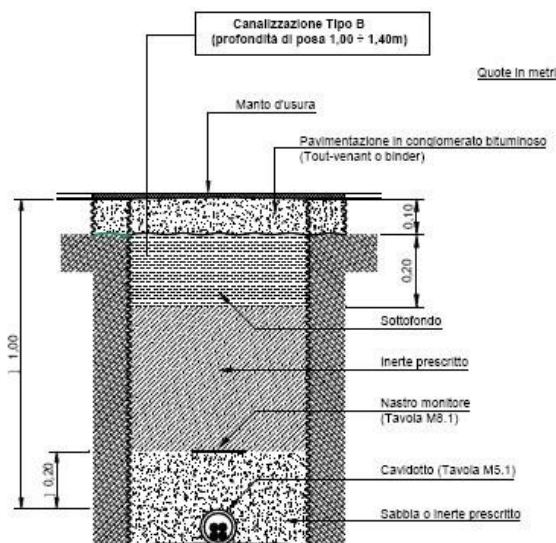 Canalizzazione Tipo B
(profondità di posa 1,00 ÷ 1,40m)
Quote in metri
Manto d'usura
Pavimentazione in conglomerato bituminoso
(Tout-venant o binder)
0,10
0,20
Sottofondo
1,00
Inerte prescritto
Nastro monitore
(Tavola M8.1)
0,20
Cavidotto (Tavola M5.1)
Sabbia o inerte prescritto